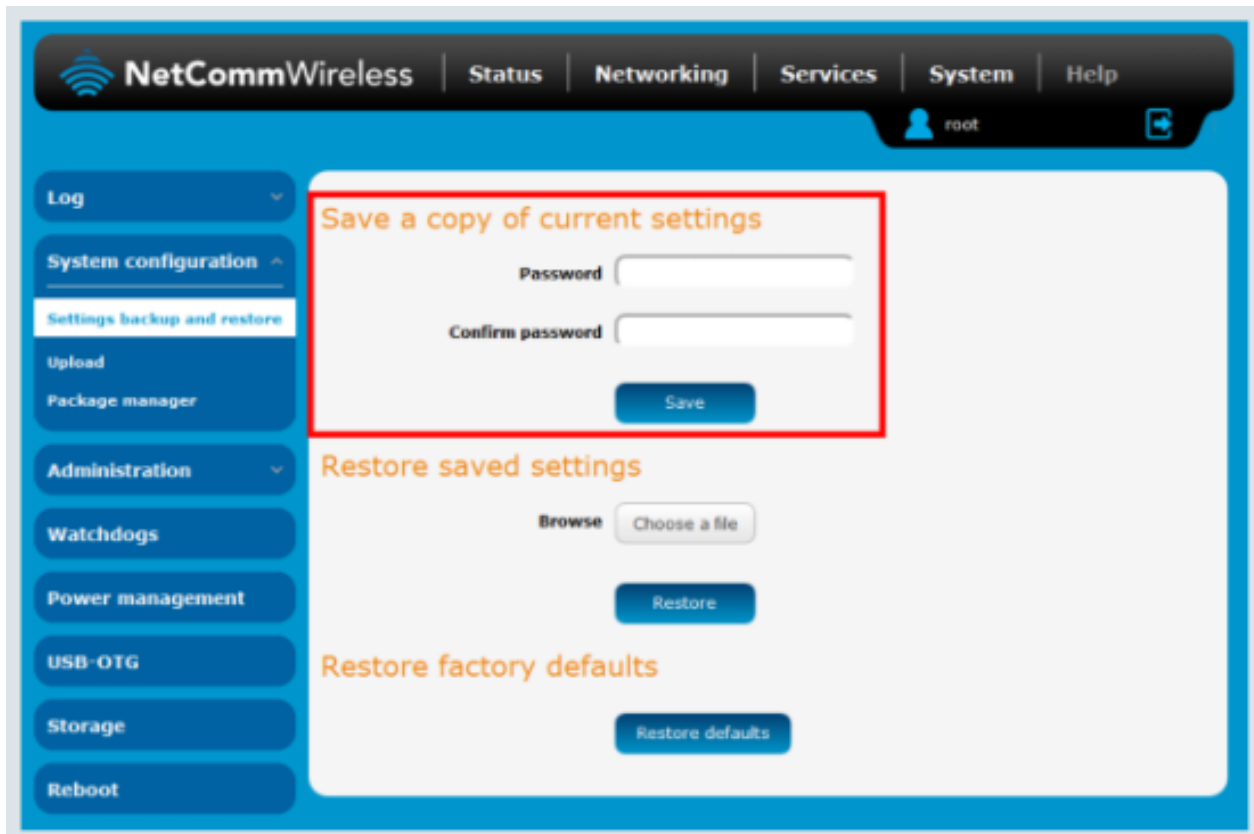 NetCommWireless Status Networking Services System Help
root
Log
System configuration
Settings backup and restore
Upload
Package manager
Administration
Watchdogs
Power management
USB-OTG
Storage
Reboot
Save a copy of current settings
Password
Confirm password
Save
Restore saved settings
Browse Choose a file
Restore
Restore factory defaults
Restore defaults